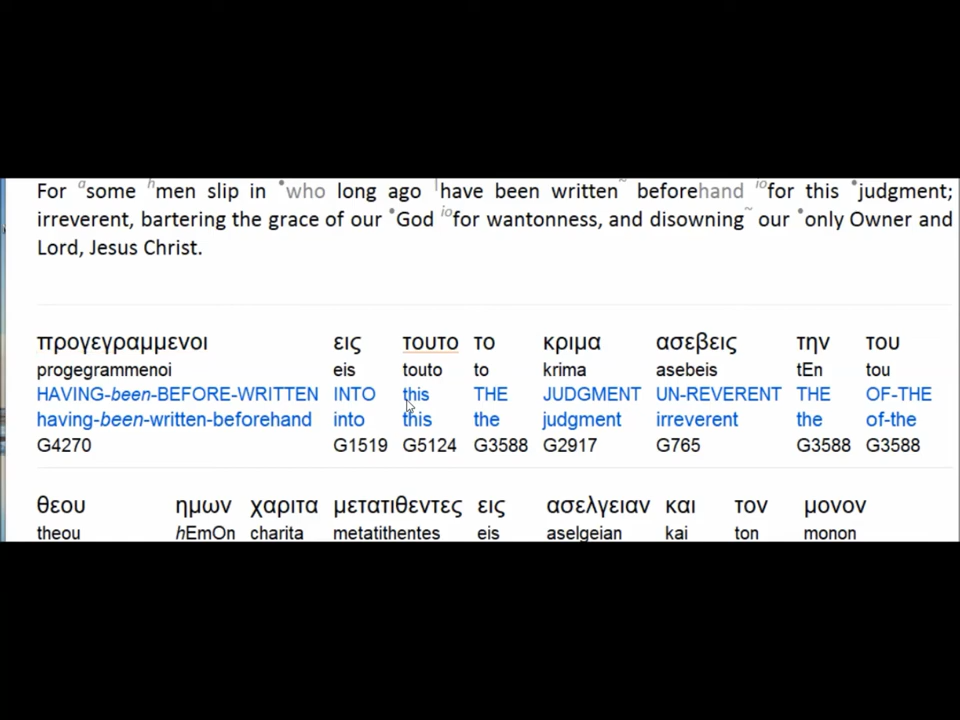 For ᵃsome ʰmen slip in •who long ago |have been written~ beforehand ⁱᵒfor this •judgment;
irreverent, bartering the grace of our •God ⁱᵒfor wantonness, and disowning~ our •only Owner and
Lord, Jesus Christ.
προγεγραμμενοι εις τουτο το κριμα ασεβεις την του
progegrammenoi eis touto to krima asebeis tEn tou
HAVING-been-BEFORE-WRITTEN INTO this THE JUDGMENT UN-REVERENT THE OF-THE
having-been-written-beforehand into this the judgment irreverent the of-the
G4270 G1519 G5124 G3588 G2917 G765 G3588 G3588
θεου ημων χαριτα μετατιθεντες εις ασελγειαν και τον μονον
theou hEmOn charita metatithentes eis aselgeian kai ton monon